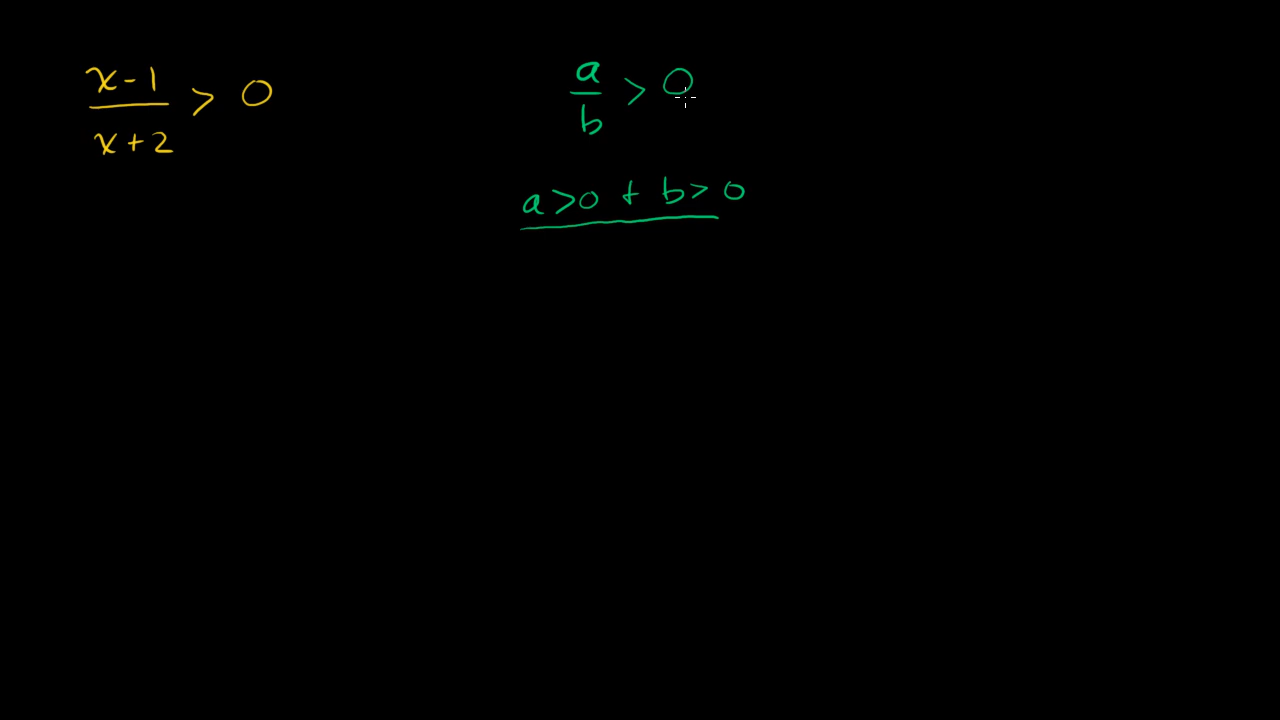 x-1
———
x+2 > 0
a
—
b > 0
a>0 + b>0